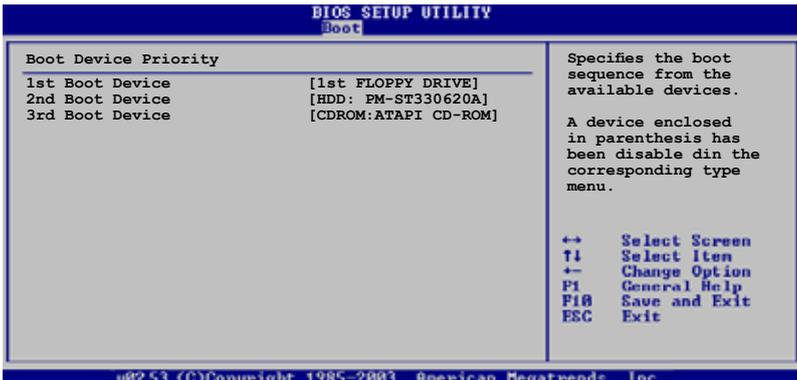 BIOS SETUP UTILITY
Boot
Boot Device Priority
1st Boot Device [1st FLOPPY DRIVE]
2nd Boot Device [HDD: PM-ST330620A]
3rd Boot Device [CDROM:ATAPI CD-ROM]
Specifies the boot
sequence from the
available devices.
A device enclosed
in parenthesis has
been disable din the
corresponding type
menu.
↔ Select Screen
↑↓ Select Item
+- Change Option
F1 General Help
F10 Save and Exit
ESC Exit
v02.53 (C)Copyright 1985-2003, American Megatrends, Inc.